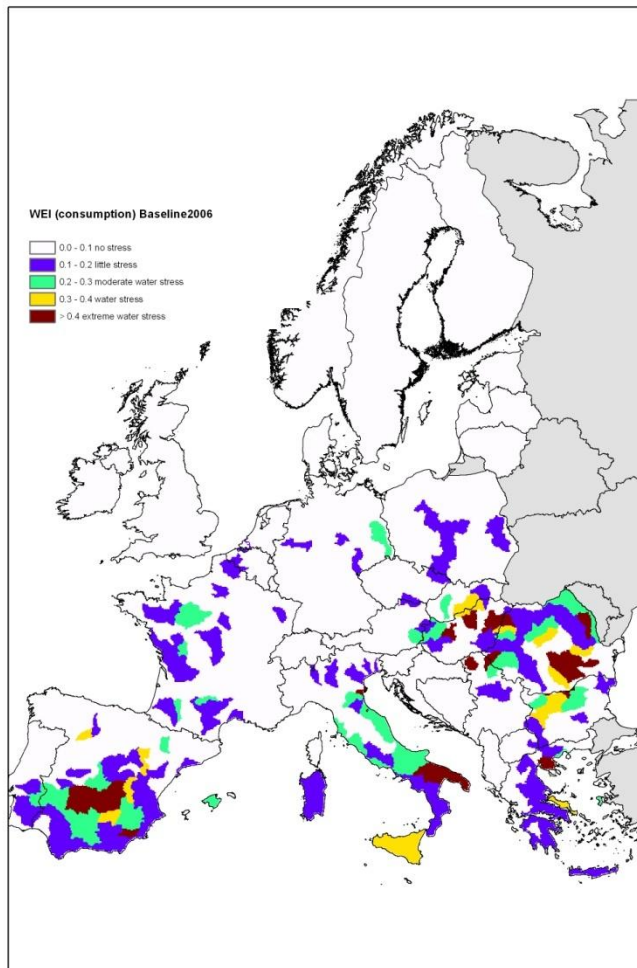 WEI (consumption) Baseline2006
0.0 - 0.1 no stress
0.1 - 0.2 little stress
0.2 - 0.3 moderate water stress
0.3 - 0.4 water stress
> 0.4 extreme water stress